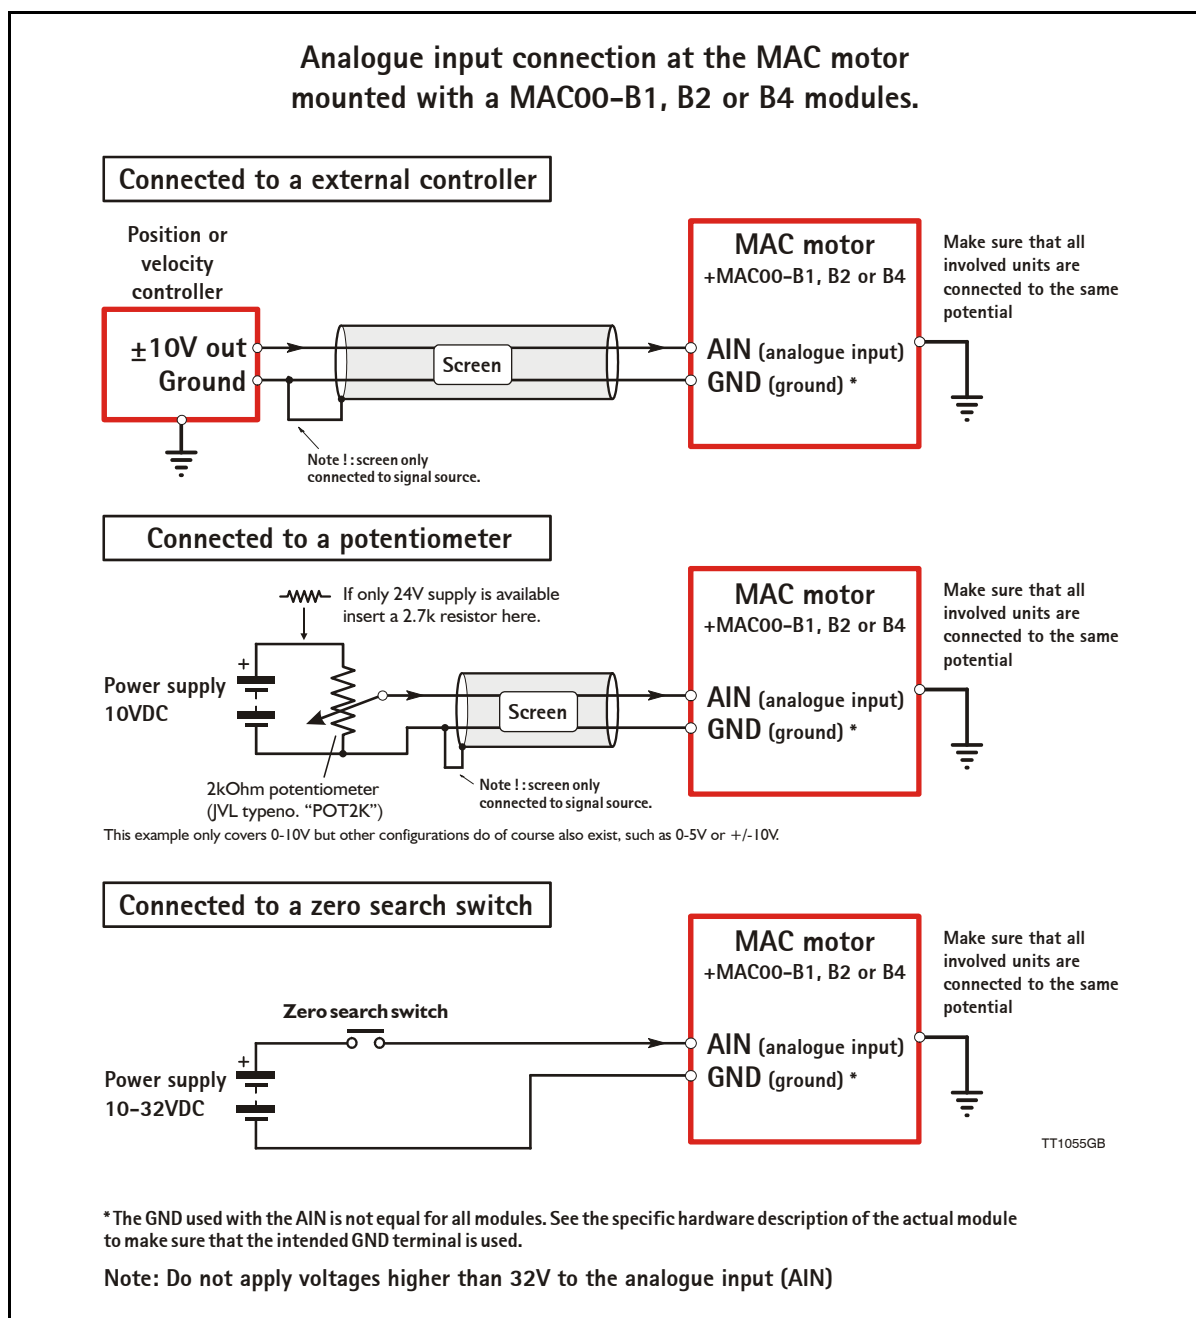 Analogue input connection at the MAC motor
mounted with a MAC00-B1, B2 or B4 modules.
Connected to a external controller
Position or
velocity
controller
±10V out
Ground
Screen
Note ! : screen only
connected to signal source.
MAC motor
+MAC00-B1, B2 or B4
AIN (analogue input)
GND (ground) *
Make sure that all
involved units are
connected to the same
potential
Connected to a potentiometer
If only 24V supply is available
insert a 2.7k resistor here.
+
Power supply
10VDC
Screen
2kOhm potentiometer
(JVL typeno. “POT2K”)
Note ! : screen only
connected to signal source.
MAC motor
+MAC00-B1, B2 or B4
AIN (analogue input)
GND (ground) *
Make sure that all
involved units are
connected to the same
potential
This example only covers 0-10V but other configurations do of course also exist, such as 0-5V or +/-10V.
Connected to a zero search switch
Zero search switch
+
Power supply
10-32VDC
MAC motor
+MAC00-B1, B2 or B4
AIN (analogue input)
GND (ground) *
Make sure that all
involved units are
connected to the same
potential
TT1055GB
* The GND used with the AIN is not equal for all modules. See the specific hardware description of the actual module
to make sure that the intended GND terminal is used.
Note: Do not apply voltages higher than 32V to the analogue input (AIN)